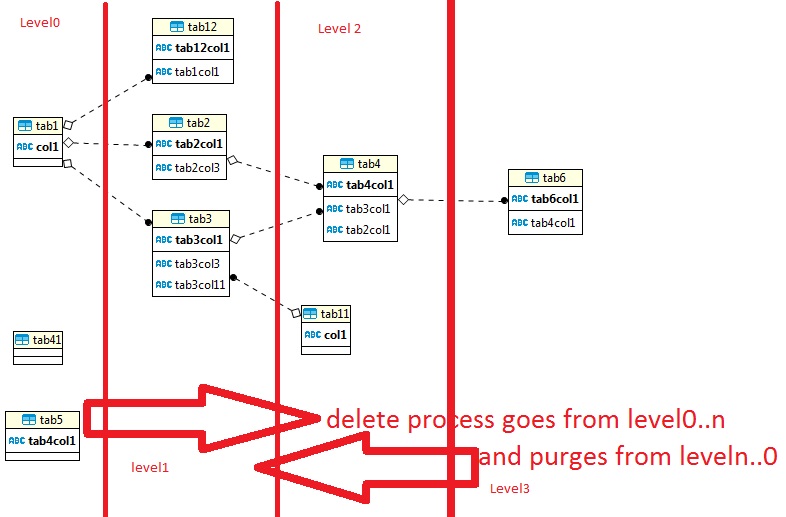 Level0
Level 2
tab12
ABC tab12col1
ABC tab1col1
tab1
ABC col1
tab2
ABC tab2col1
ABC tab2col3
tab4
ABC tab4col1
ABC tab3col1
ABC tab2col1
tab6
ABC tab6col1
ABC tab4col1
tab3
ABC tab3col1
ABC tab3col3
ABC tab3col11
tab11
ABC col1
tab41
tab5
ABC tab4col1
delete process goes from level0..n
and purges from leveln..0
level1
Level3